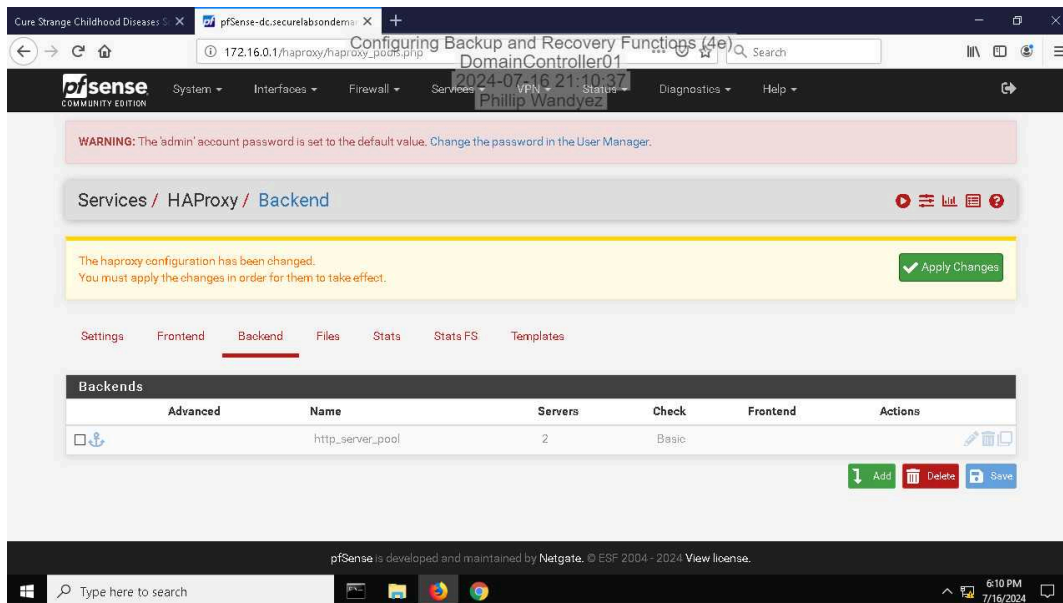 Cure Strange Childhood Diseases S
pfSense-dc.securelabsondeman
172.16.0.1/haproxy/haproxy_pools.php
Search
Configuring Backup and Recovery Functions (4e)
DomainController01
2024-07-16 21:10:37
Phillip Wandyez
pfsense
COMMUNITY EDITION
System Interfaces Firewall Services VPN Status Diagnostics Help
WARNING: The 'admin' account password is set to the default value. Change the password in the User Manager.
Services / HAProxy / Backend
The haproxy configuration has been changed.
You must apply the changes in order for them to take effect.
Apply Changes
Settings Frontend Backend Files Stats Stats FS Templates
Backends
Advanced Name Servers Check Frontend Actions
http_server_pool 2 Basic
Add Delete Save
pfSense is developed and maintained by Netgate. © ESF 2004 - 2024 View license.
Type here to search
6:10 PM
7/16/2024